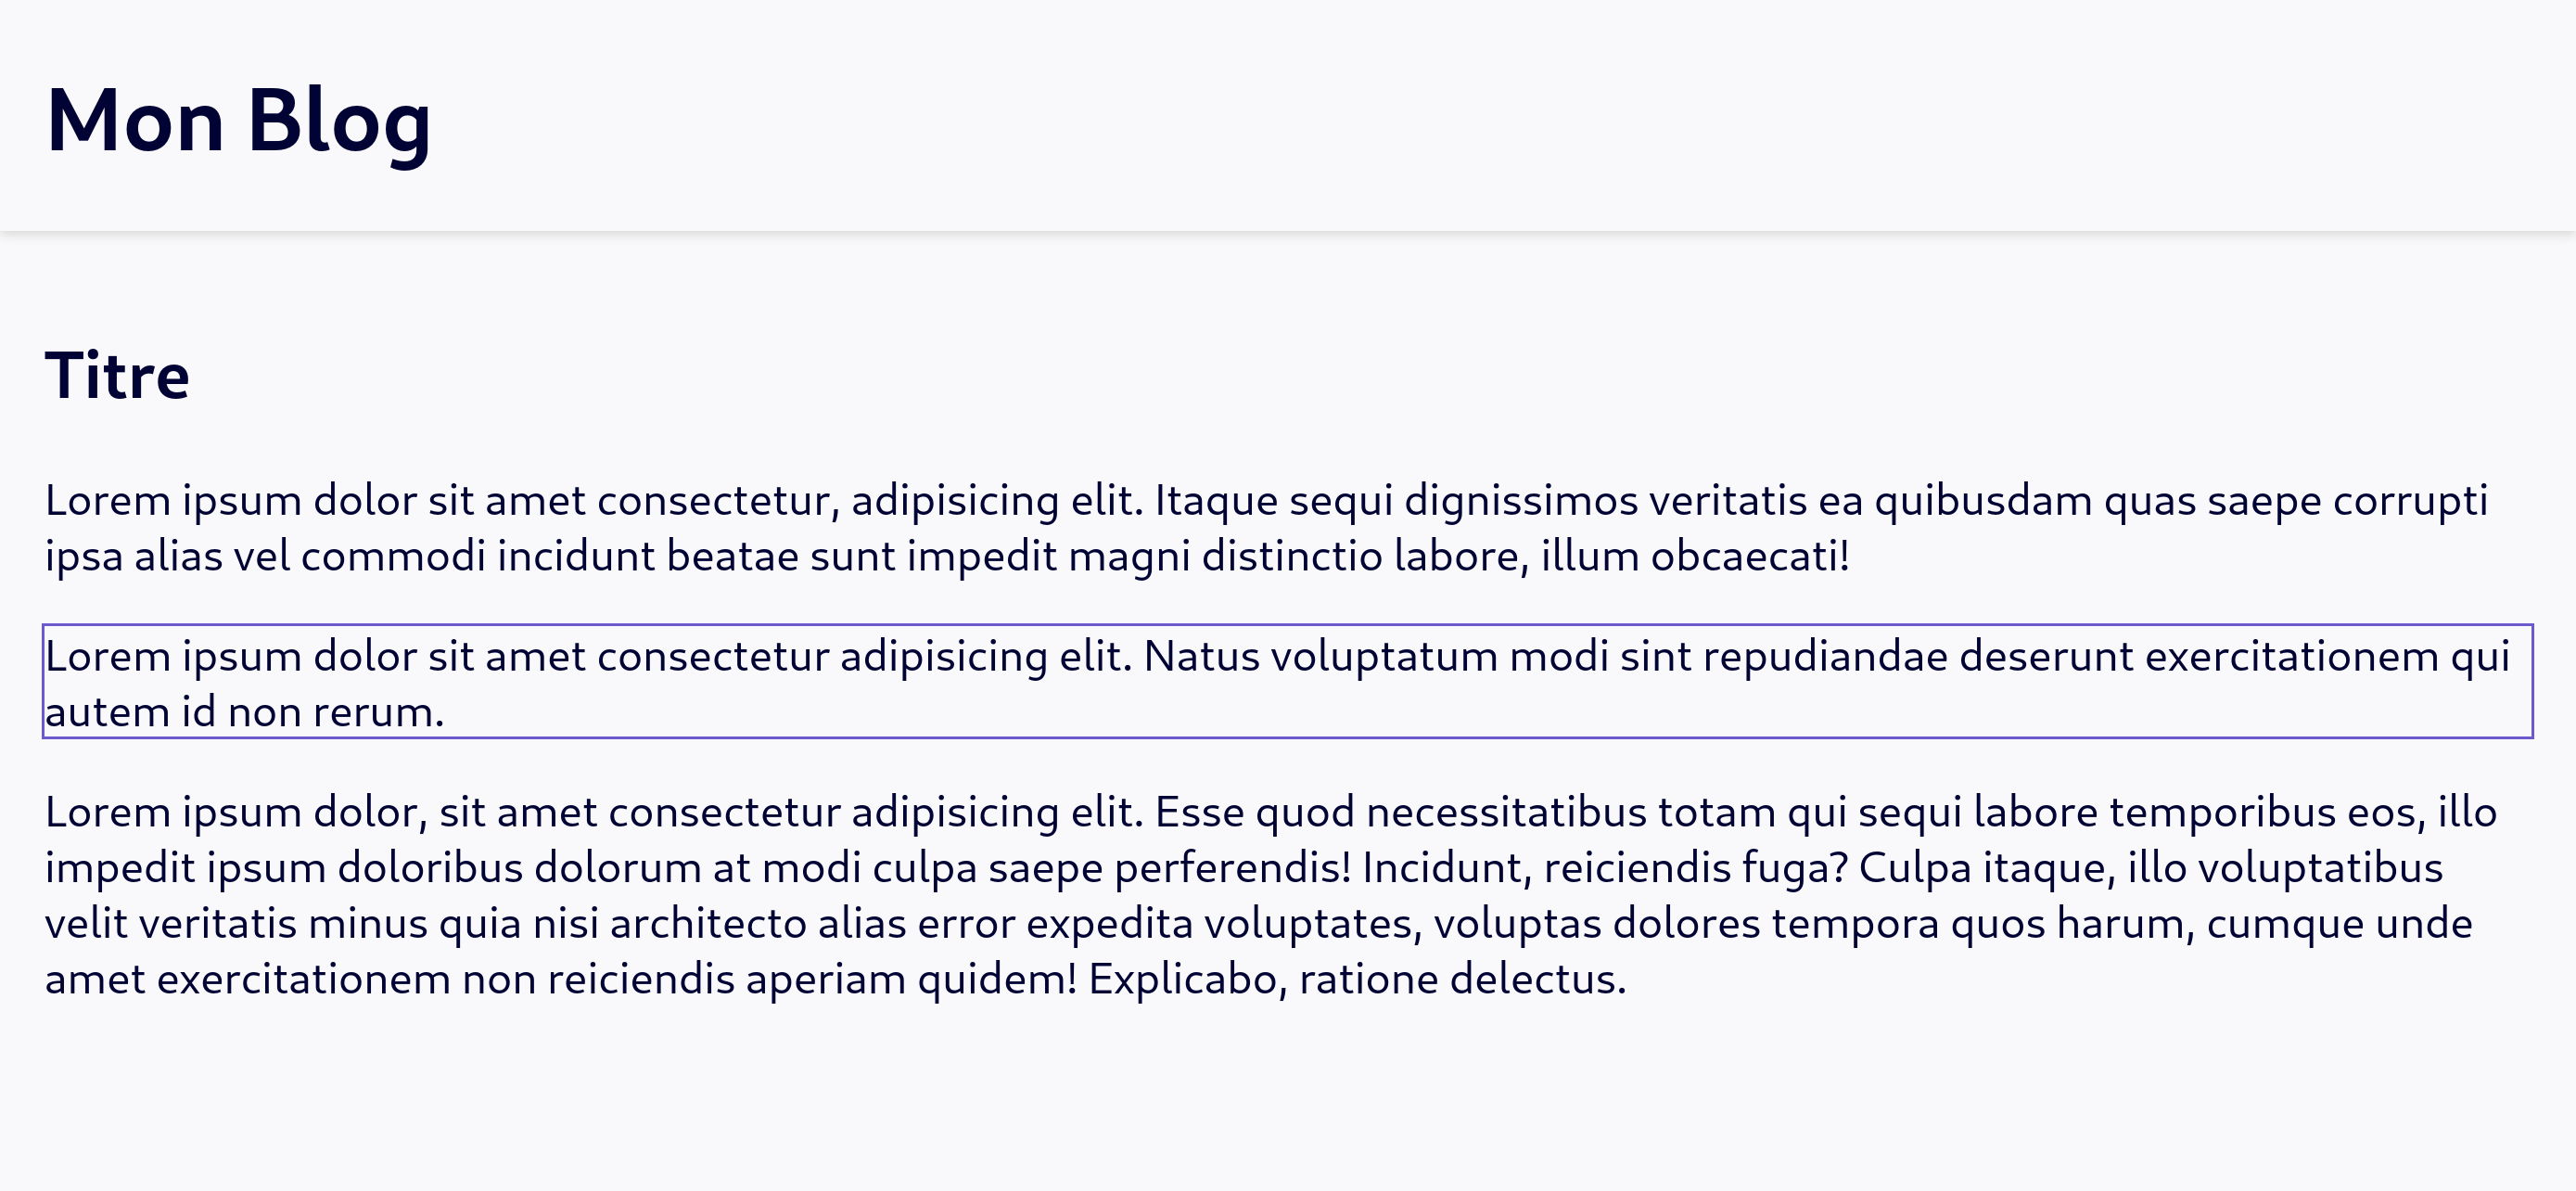 Mon Blog
Titre
Lorem ipsum dolor sit amet consectetur, adipisicing elit. Itaque sequi dignissimos veritatis ea quibusdam quas saepe corrupti
ipsa alias vel commodi incidunt beatae sunt impedit magni distinctio labore, illum obcaecati!
Lorem ipsum dolor sit amet consectetur adipisicing elit. Natus voluptatum modi sint repudiandae deserunt exercitationem qui
autem id non rerum.
Lorem ipsum dolor, sit amet consectetur adipisicing elit. Esse quod necessitatibus totam qui sequi labore temporibus eos, illo
impedit ipsum doloribus dolorum at modi culpa saepe perferendis! Incidunt, reiciendis fuga? Culpa itaque, illo voluptatibus
velit veritatis minus quia nisi architecto alias error expedita voluptates, voluptas dolores tempora quos harum, cumque unde
amet exercitationem non reiciendis aperiam quidem! Explicabo, ratione delectus.